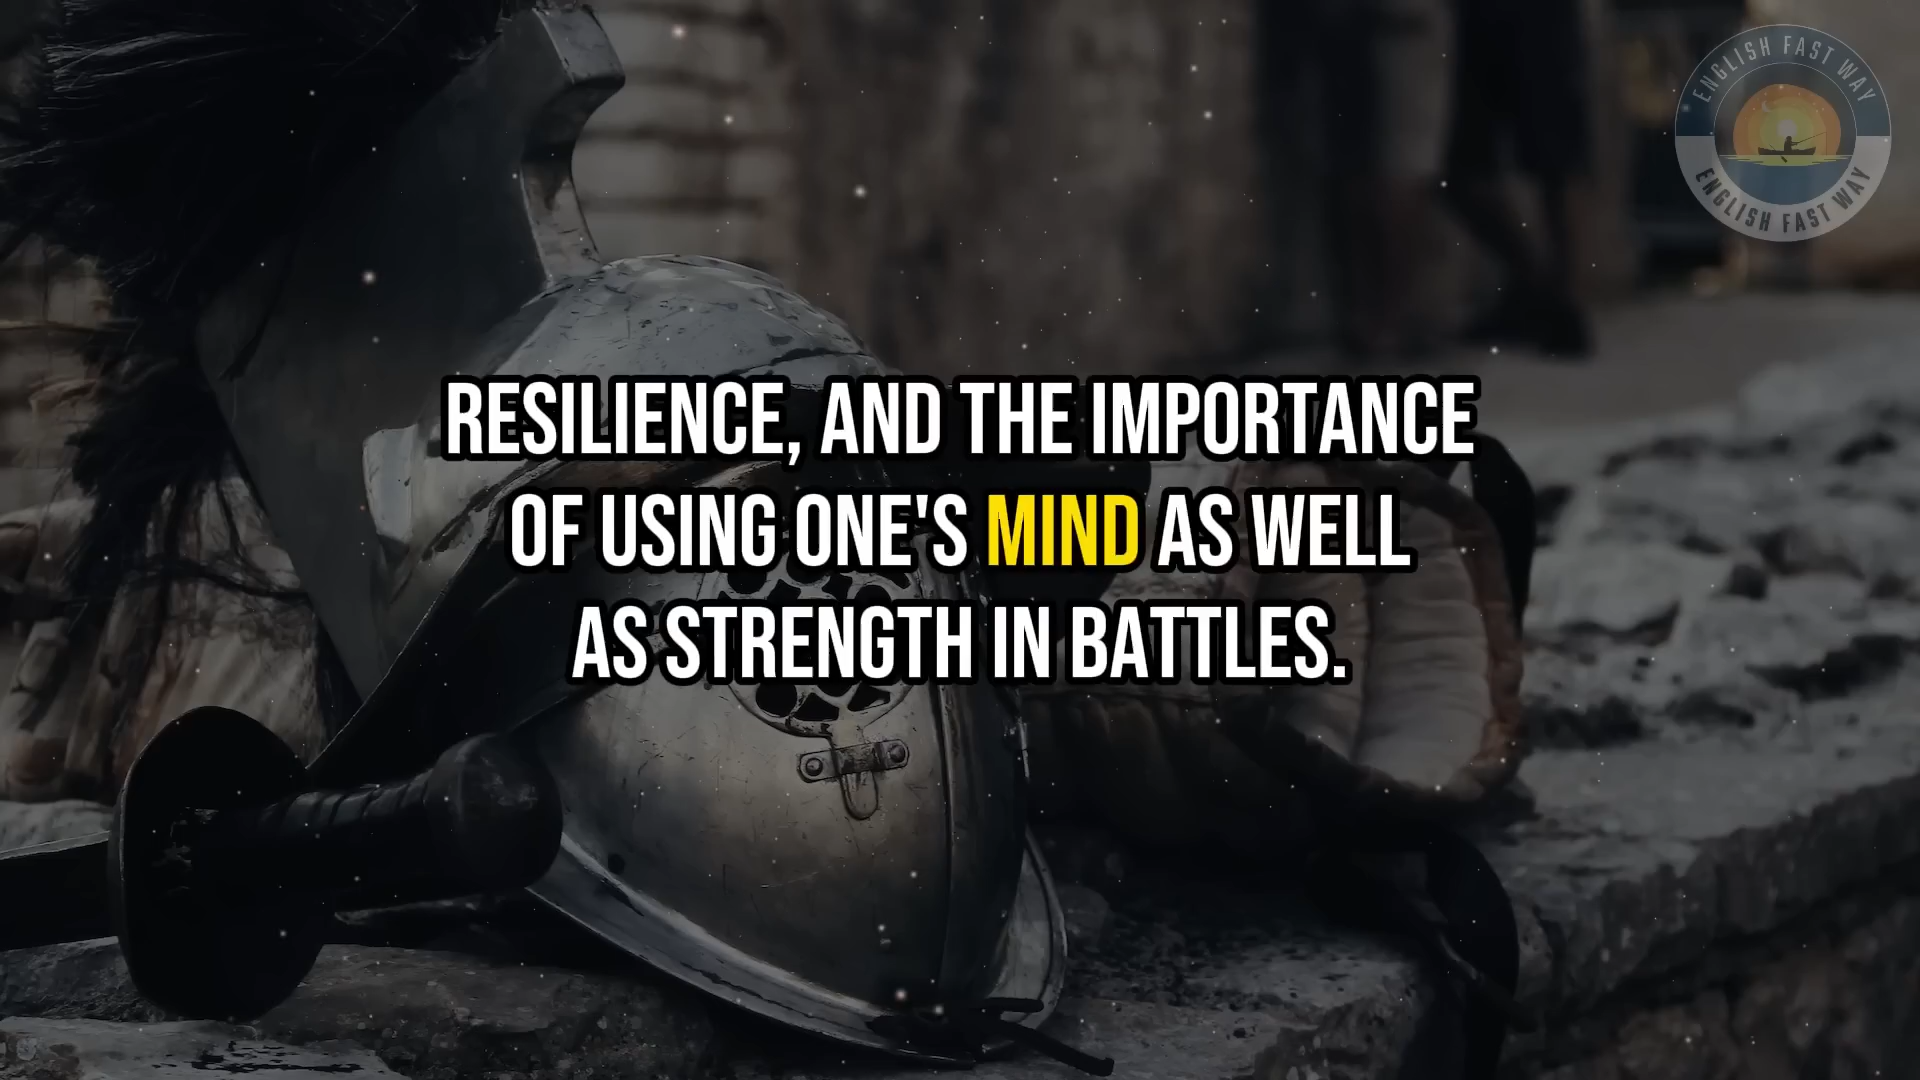 ENGLISH FAST WAY
ENGLISH FAST WAY
RESILIENCE, AND THE IMPORTANCE
OF USING ONE'S MIND AS WELL
AS STRENGTH IN BATTLES.